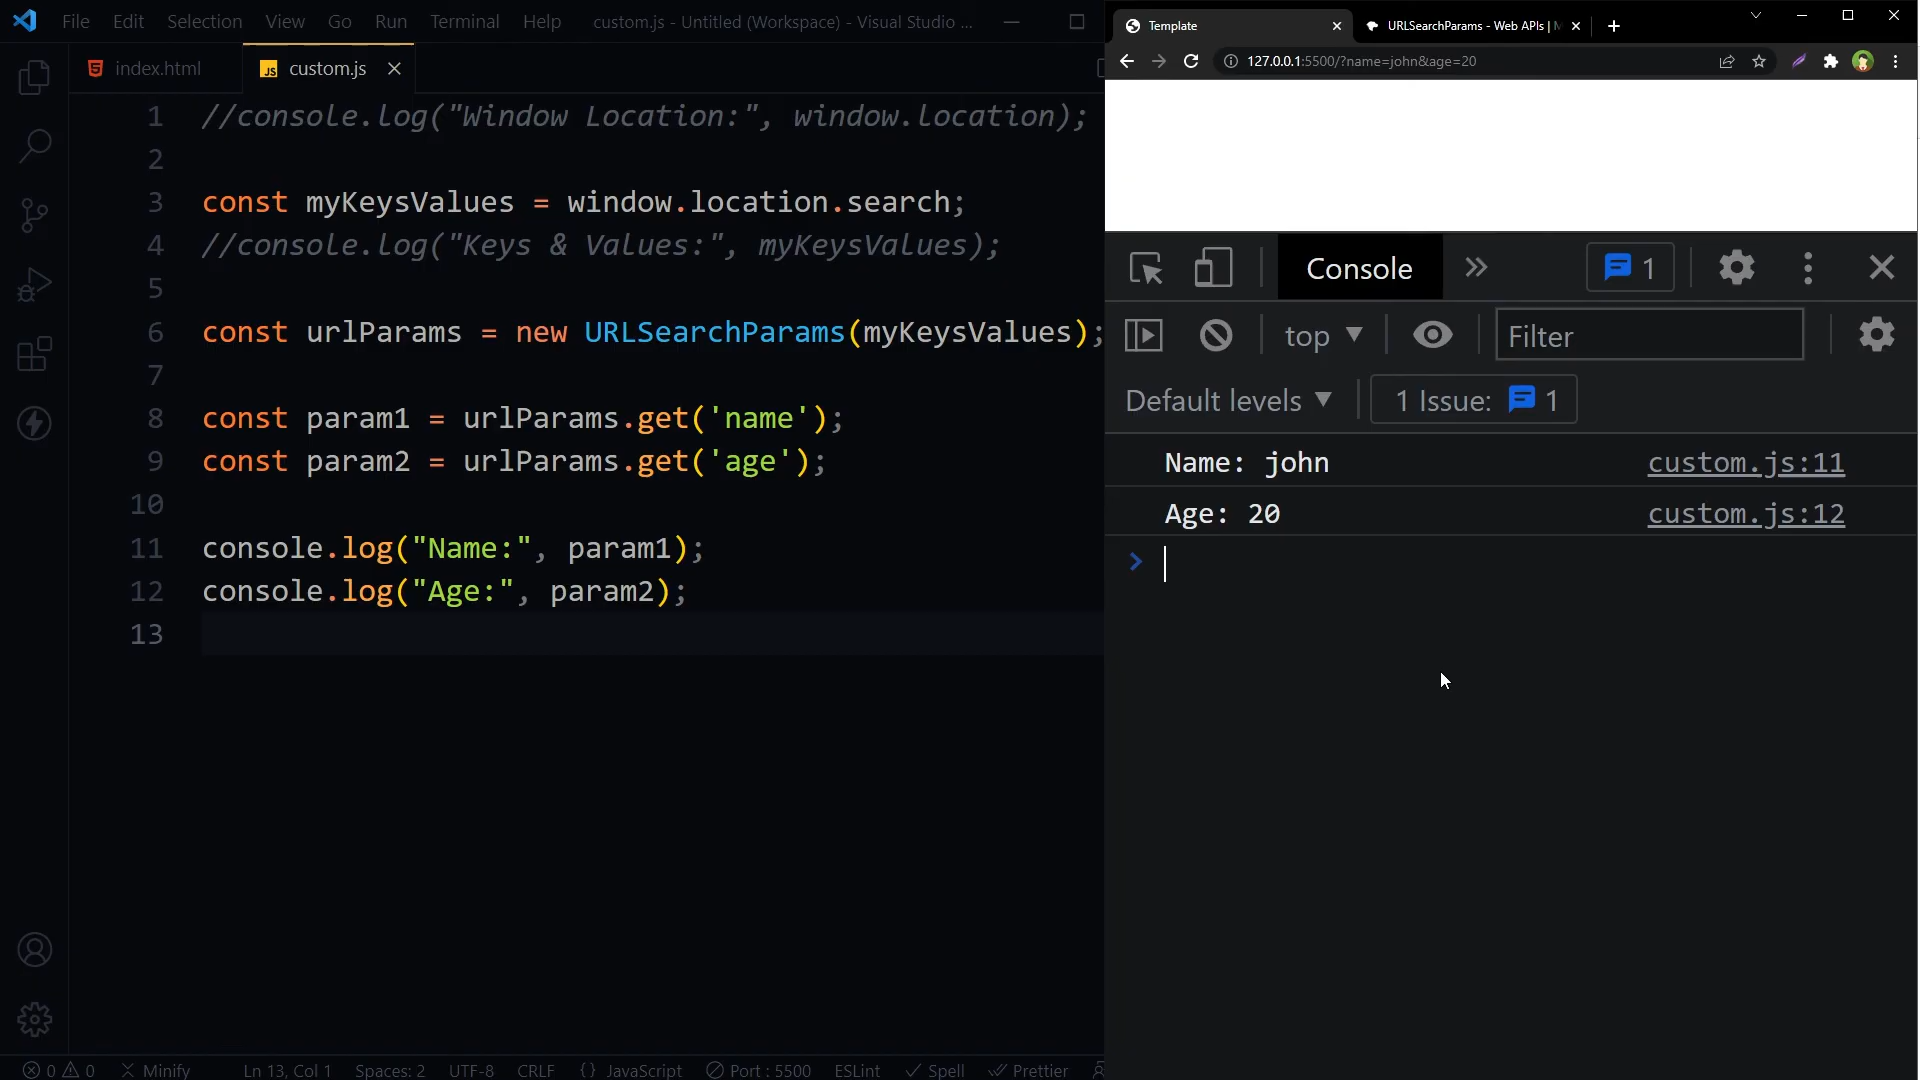 File Edit Selection View Go Run Terminal Help custom.js - Untitled (Workspace) - Visual Studio ...
index.html custom.js
1 //console.log("Window Location:", window.location);
2
3 const myKeysValues = window.location.search;
4 //console.log("Keys & Values:", myKeysValues);
5
6 const urlParams = new URLSearchParams(myKeysValues);
7
8 const param1 = urlParams.get('name');
9 const param2 = urlParams.get('age');
10
11 console.log("Name:", param1);
12 console.log("Age:", param2);
13
0 0 Minify Ln 13, Col 1 Spaces: 2 UTF-8 CRLF {} JavaScript Port : 5500 ESLint Spell Prettier
Template URLSearchParams - Web APIs |
127.0.0.1:5500/?name=john&age=20
Console 1
top Filter
Default levels 1 Issue: 1
Name: john custom.js:11
Age: 20 custom.js:12